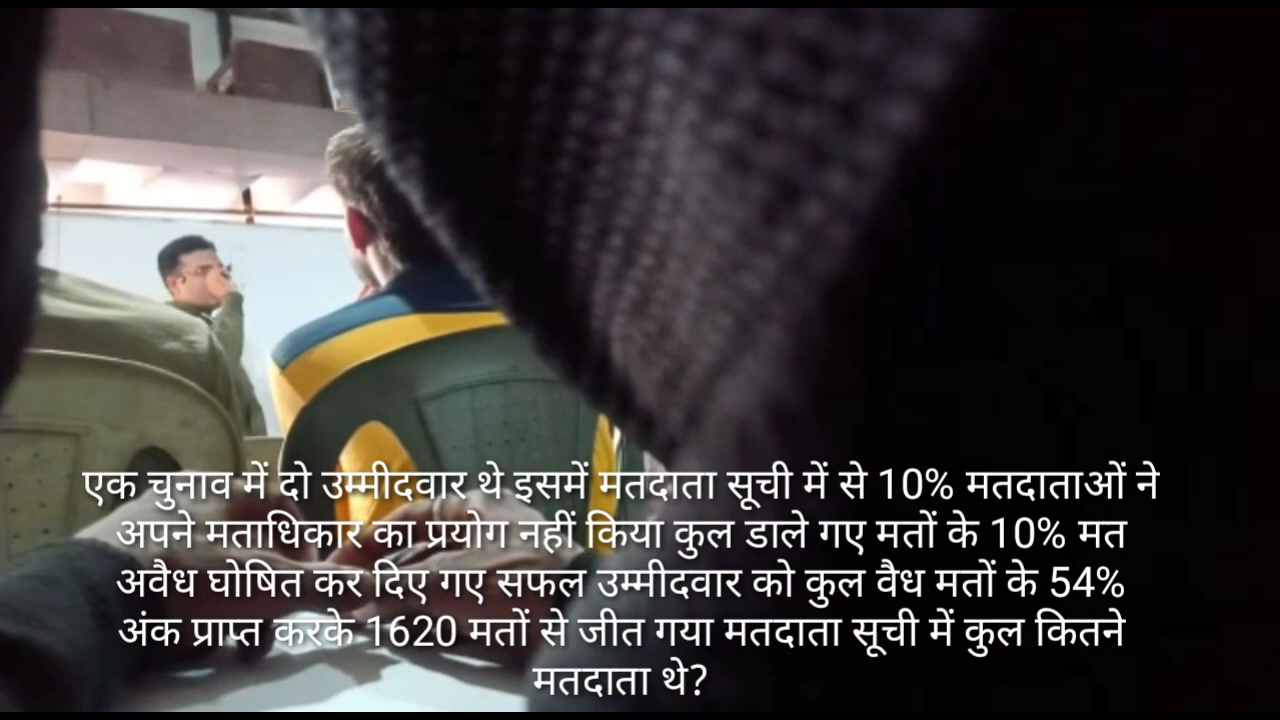 एक चुनाव में दो उम्मीदवार थे इसमें मतदाता सूची में से 10% मतदाताओं ने
अपने मताधिकार का प्रयोग नहीं किया कुल डाले गए मतों के 10% मत
अवैध घोषित कर दिए गए सफल उम्मीदवार को कुल वैध मतों के 54%
अंक प्राप्त करके 1620 मतों से जीत गया मतदाता सूची में कुल कितने
मतदाता थे?